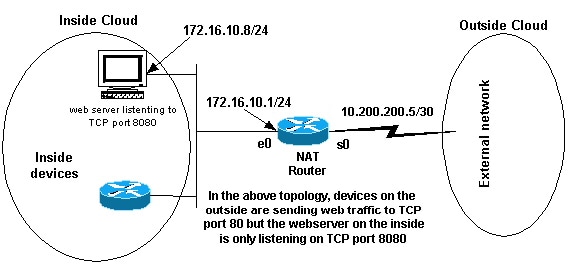 Inside Cloud
Outside Cloud
172.16.10.8/24
web server listenting to
TCP port 8080
172.16.10.1/24
10.200.200.5/30
e0
s0
NAT
Router
External network
Inside
devices
In the above topology, devices on the
outside are sending web traffic to TCP
port 80 but the webserver on the inside
is only listening on TCP port 8080